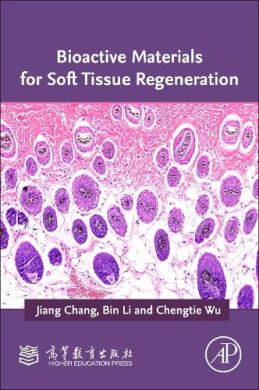 Bioactive Materials
for Soft Tissue Regeneration
Jiang Chang, Bin Li and Chengtie Wu
高等教育出版社
HIGHER EDUCATION PRESS
AP